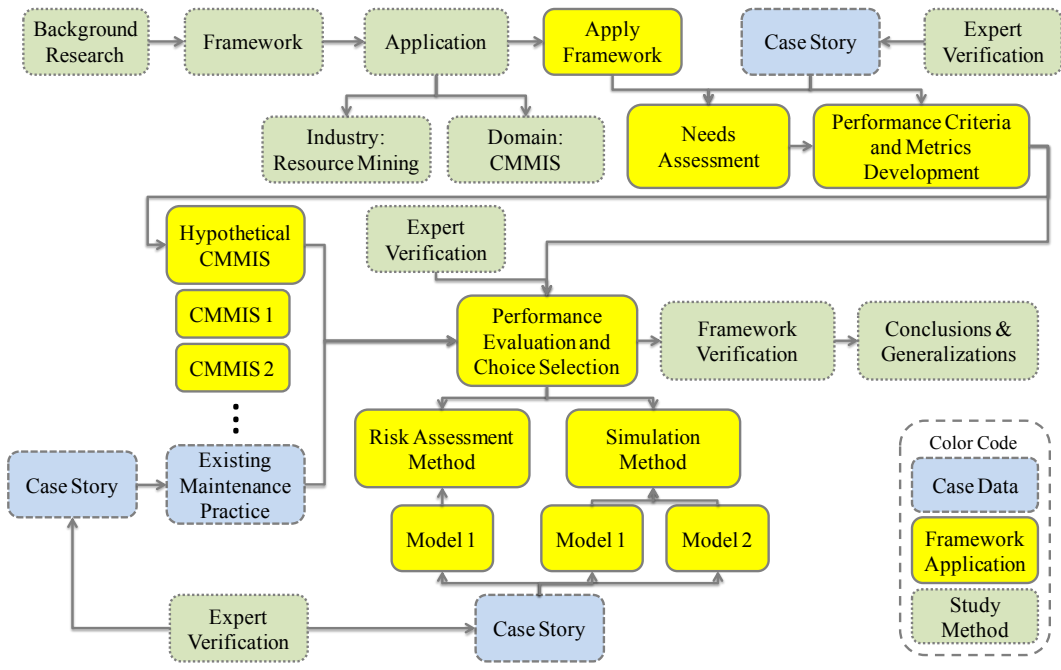 Background
Research
Framework
Application
Apply
Framework
Case Story
Expert
Verification
Industry:
Resource Mining
Domain:
CMMIS
Needs
Assessment
Performance Criteria
and Metrics
Development
Hypothetical
CMMIS
Expert
Verification
CMMIS 1
CMMIS 2
Performance
Evaluation and
Choice Selection
Framework
Verification
Conclusions &
Generalizations
Case Story
Existing
Maintenance
Practice
Risk Assessment
Method
Simulation
Method
Model 1
Model 1
Model 2
Expert
Verification
Case Story
Color Code
Case Data
Framework
Application
Study
Method